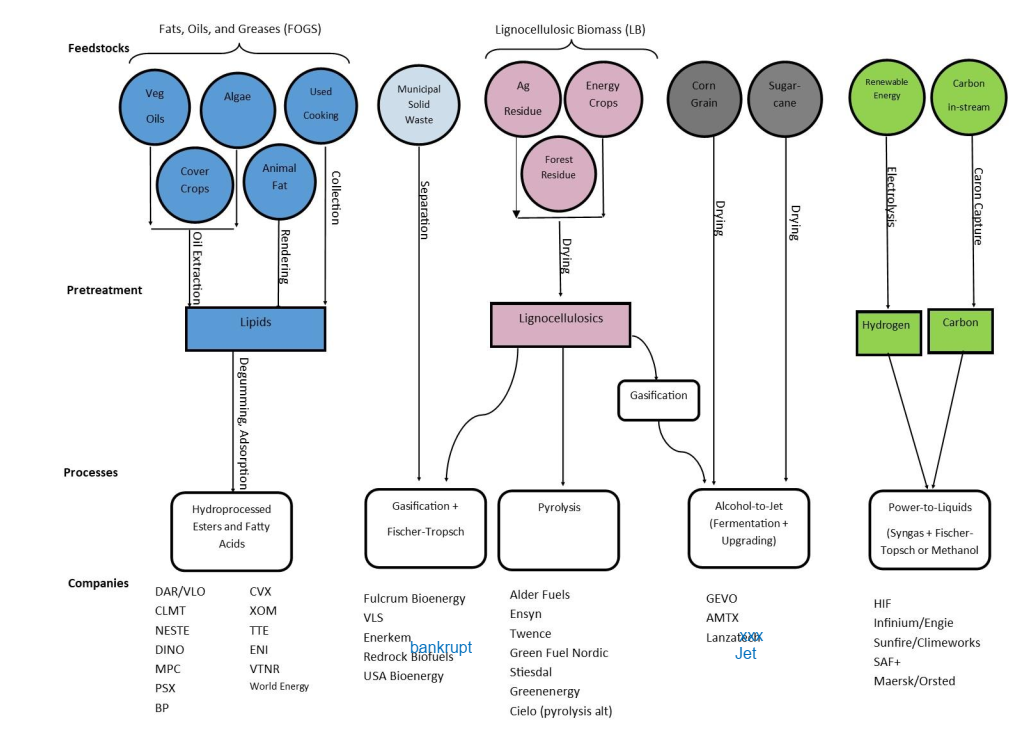 Fats, Oils, and Greases (FOGS)
Lignocellulosic Biomass (LB)
Feedstocks
Veg
Oils
Algae
Used
Cooking
Cover
Crops
Animal
Fat
Municipal
Solid
Waste
Ag
Residue
Energy
Crops
Forest
Residue
Corn
Grain
Sugar-
cane
Renewable
Energy
Carbon
in-stream
Oil Extraction
Rendering
Collection
Separation
Drying
Drying
Drying
Electrolysis
Caron Capture
Pretreatment
Lipids
Lignocellulosics
Hydrogen
Carbon
Degumming, Adsorption
Gasification
Processes
Hydroprocessed
Esters and Fatty
Acids
Gasification +
Fischer-Tropsch
Pyrolysis
Alcohol-to-Jet
(Fermentation +
Upgrading)
Power-to-Liquids
(Syngas + Fischer-
Topsch or Methanol
Companies
DAR/VLO
CLMT
NESTE
DINO
MPC
PSX
BP
CVX
XOM
TTE
ENI
VTNR
World Energy
Fulcrum Bioenergy
VLS
Enerkem
bankrupt
Redrock Biofuels
USA Bioenergy
Alder Fuels
Ensyn
Twence
Green Fuel Nordic
Stiesdal
Greenenergy
Cielo (pyrolysis alt)
GEVO
AMTX
Lanzatech
xxx
Jet
HIF
Infinium/Engie
Sunfire/Climeworks
SAF+
Maersk/Orsted